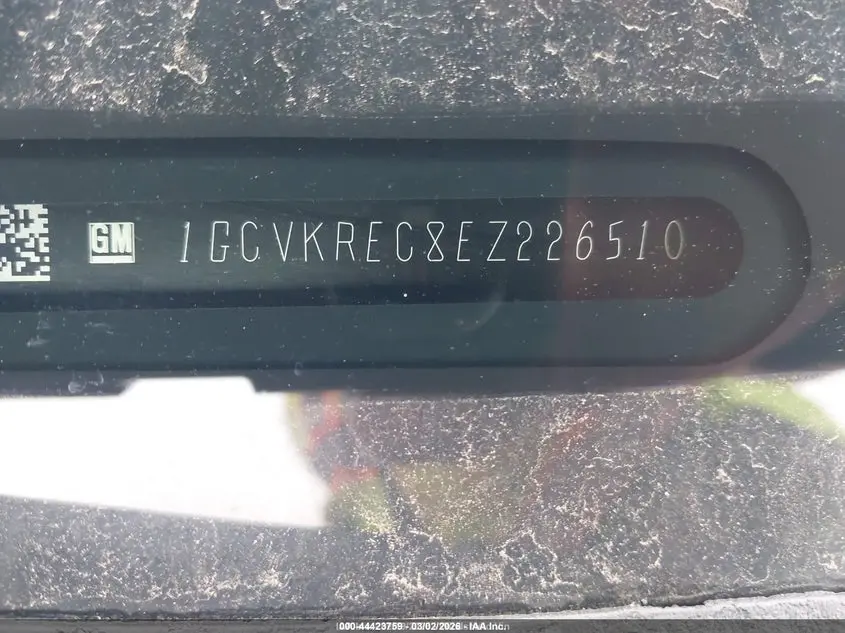 GM 1GCVKREC8EZ226510
000-44423759 - 03/02/2026 - IAA Inc.